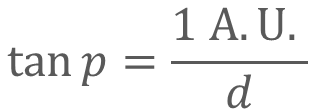 tan p = 1 A. U. / d